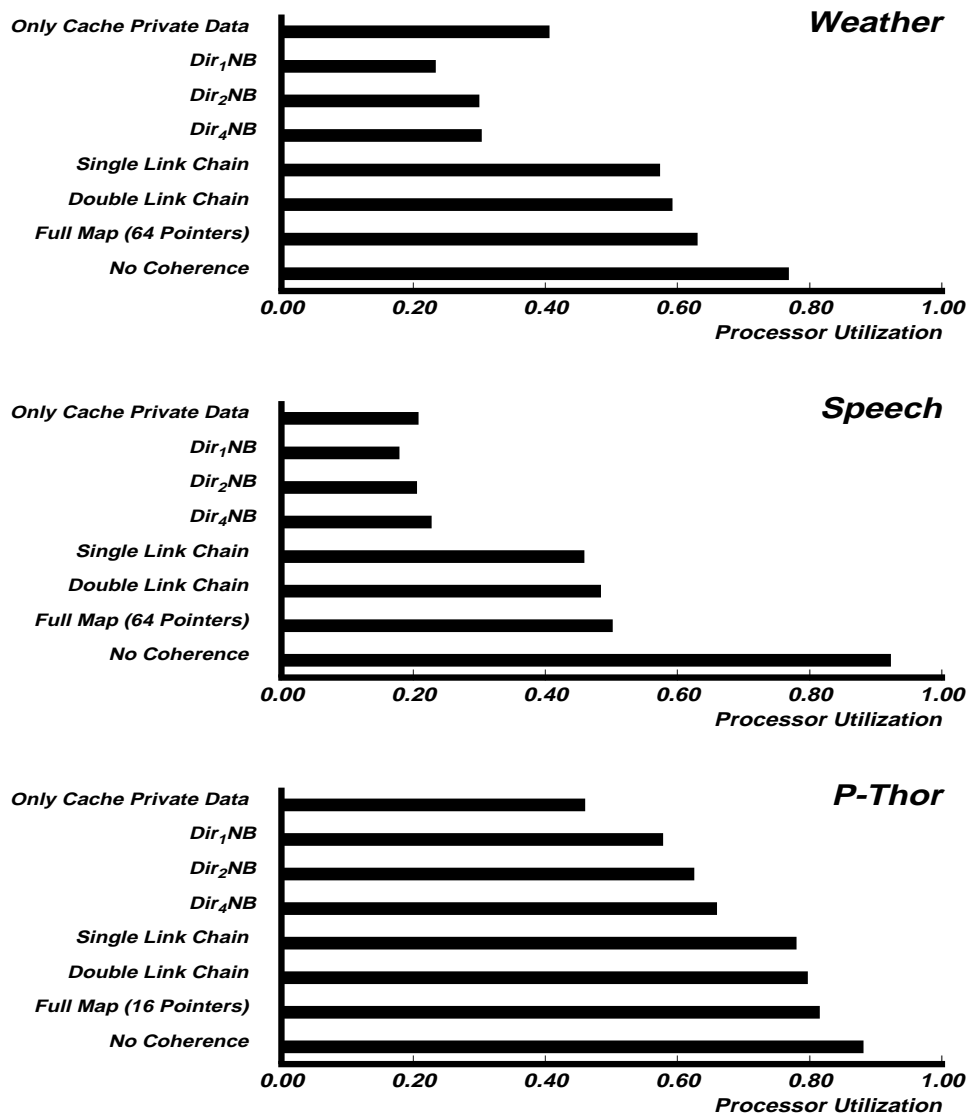 Weather
Only Cache Private Data
Dir1NB
Dir2NB
Dir4NB
Single Link Chain
Double Link Chain
Full Map (64 Pointers)
No Coherence
0.00 0.20 0.40 0.60 0.80 1.00
Processor Utilization
Speech
Only Cache Private Data
Dir1NB
Dir2NB
Dir4NB
Single Link Chain
Double Link Chain
Full Map (64 Pointers)
No Coherence
0.00 0.20 0.40 0.60 0.80 1.00
Processor Utilization
P-Thor
Only Cache Private Data
Dir1NB
Dir2NB
Dir4NB
Single Link Chain
Double Link Chain
Full Map (16 Pointers)
No Coherence
0.00 0.20 0.40 0.60 0.80 1.00
Processor Utilization